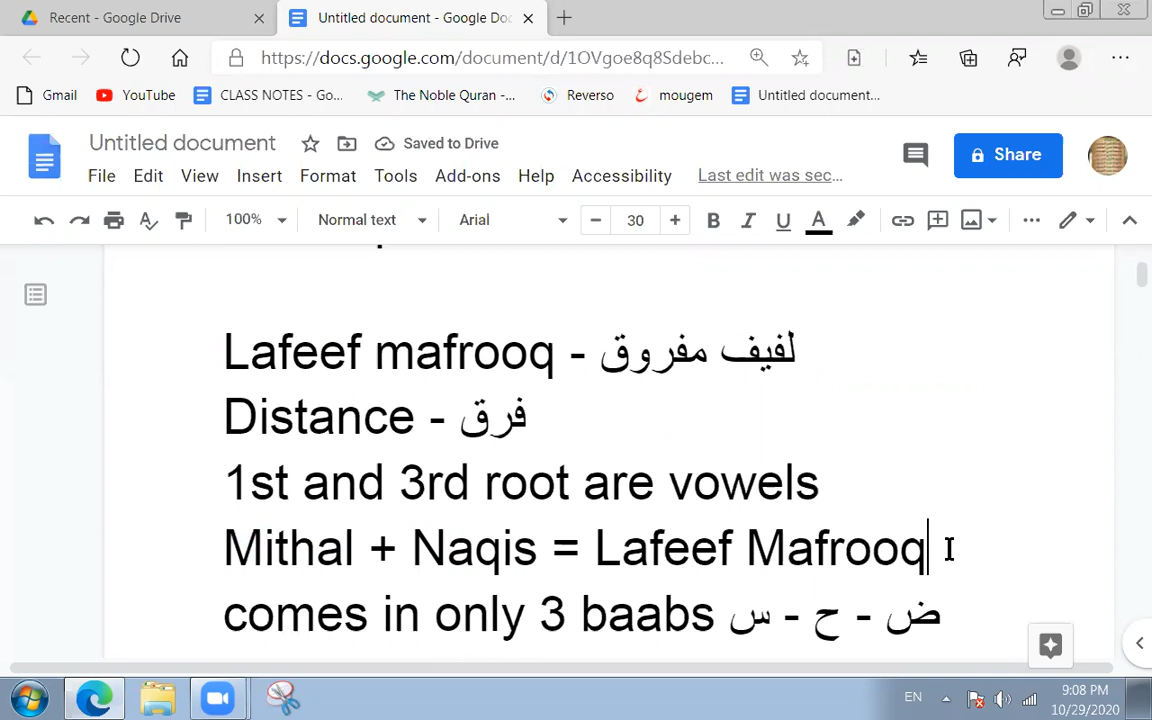 Recent - Google Drive
Untitled document - Google Doc
https://docs.google.com/document/d/1OVgoe8q8Sdebc...
Gmail YouTube CLASS NOTES - Go... The Noble Quran -... Reverso mougem Untitled document...
Untitled document Saved to Drive
Share
File Edit View Insert Format Tools Add-ons Help Accessibility Last edit was sec...
100% Normal text Arial 30 B I U A
Lafeef mafrooq - لفيف مفروق
Distance - فرق
1st and 3rd root are vowels
Mithal + Naqis = Lafeef Mafrooq
comes in only 3 baabs ض - ح - س
EN 9:08 PM
10/29/2020